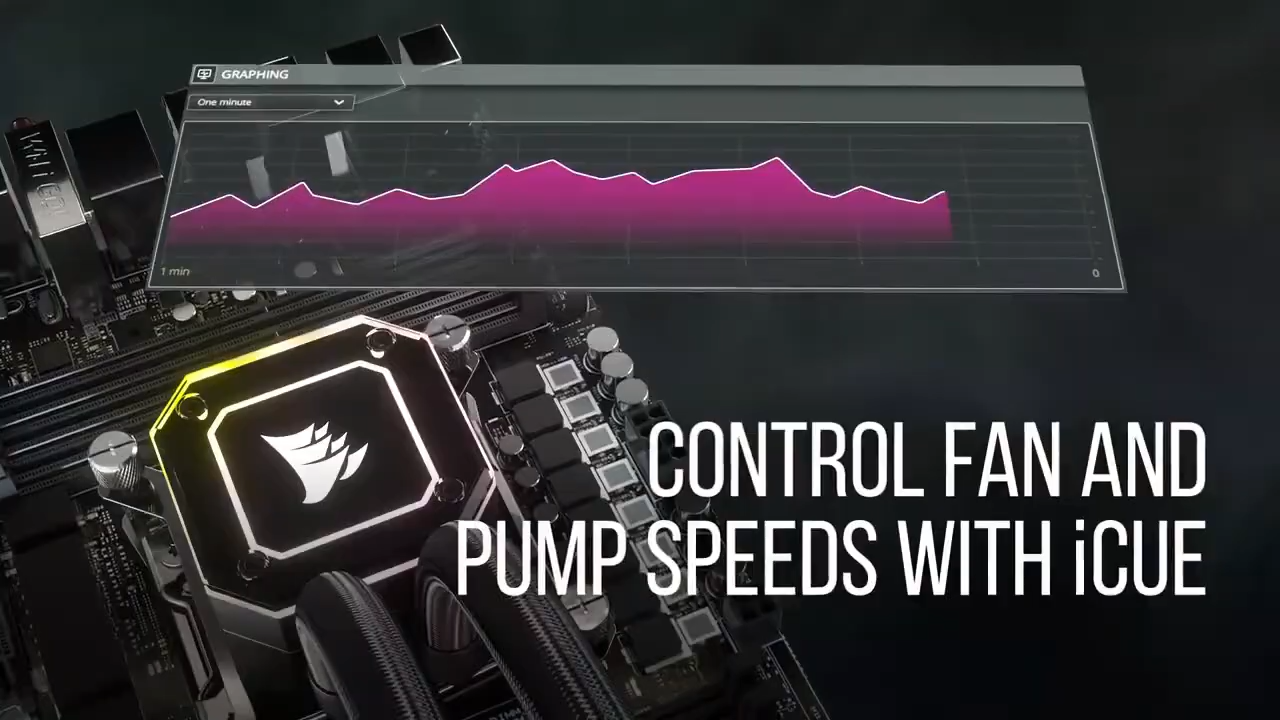 GRAPHING
One minute
1 min
0
CONTROL FAN AND
PUMP SPEEDS WITH iCUE